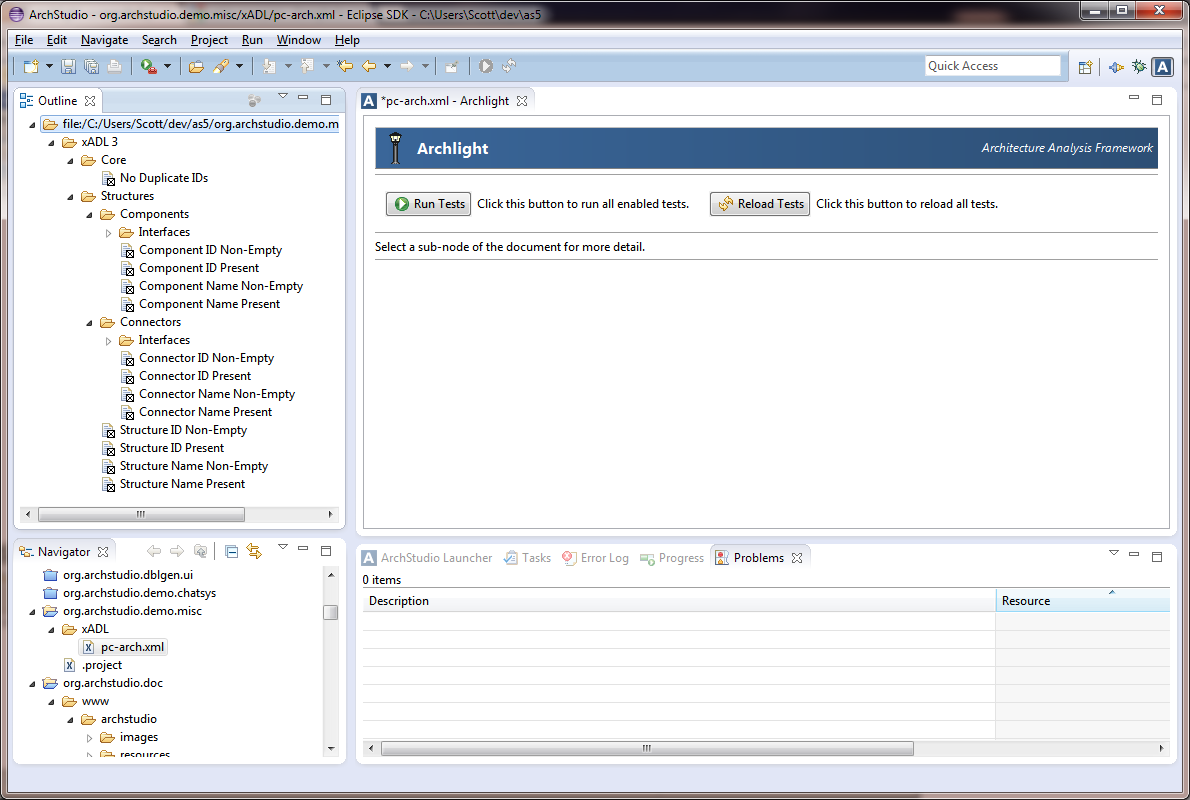 ArchStudio - org.archstudio.demo.misc/xADL/pc-arch.xml - Eclipse SDK - C:\Users\Scott\dev\as5
File Edit Navigate Search Project Run Window Help
Quick Access
A
Outline
file:/C:/Users/Scott/dev/as5/org.archstudio.demo.m
xADL 3
Core
No Duplicate IDs
Structures
Components
Interfaces
Component ID Non-Empty
Component ID Present
Component Name Non-Empty
Component Name Present
Connectors
Interfaces
Connector ID Non-Empty
Connector ID Present
Connector Name Non-Empty
Connector Name Present
Structure ID Non-Empty
Structure ID Present
Structure Name Non-Empty
Structure Name Present
A *pc-arch.xml - Archlight
Archlight
Architecture Analysis Framework
Run Tests Click this button to run all enabled tests. Reload Tests Click this button to reload all tests.
Select a sub-node of the document for more detail.
Navigator
org.archstudio.dblgen.ui
org.archstudio.demo.chatsys
org.archstudio.demo.misc
xADL
X pc-arch.xml
X .project
org.archstudio.doc
www
archstudio
images
resources
A ArchStudio Launcher Tasks Error Log Progress Problems
0 items
Description Resource